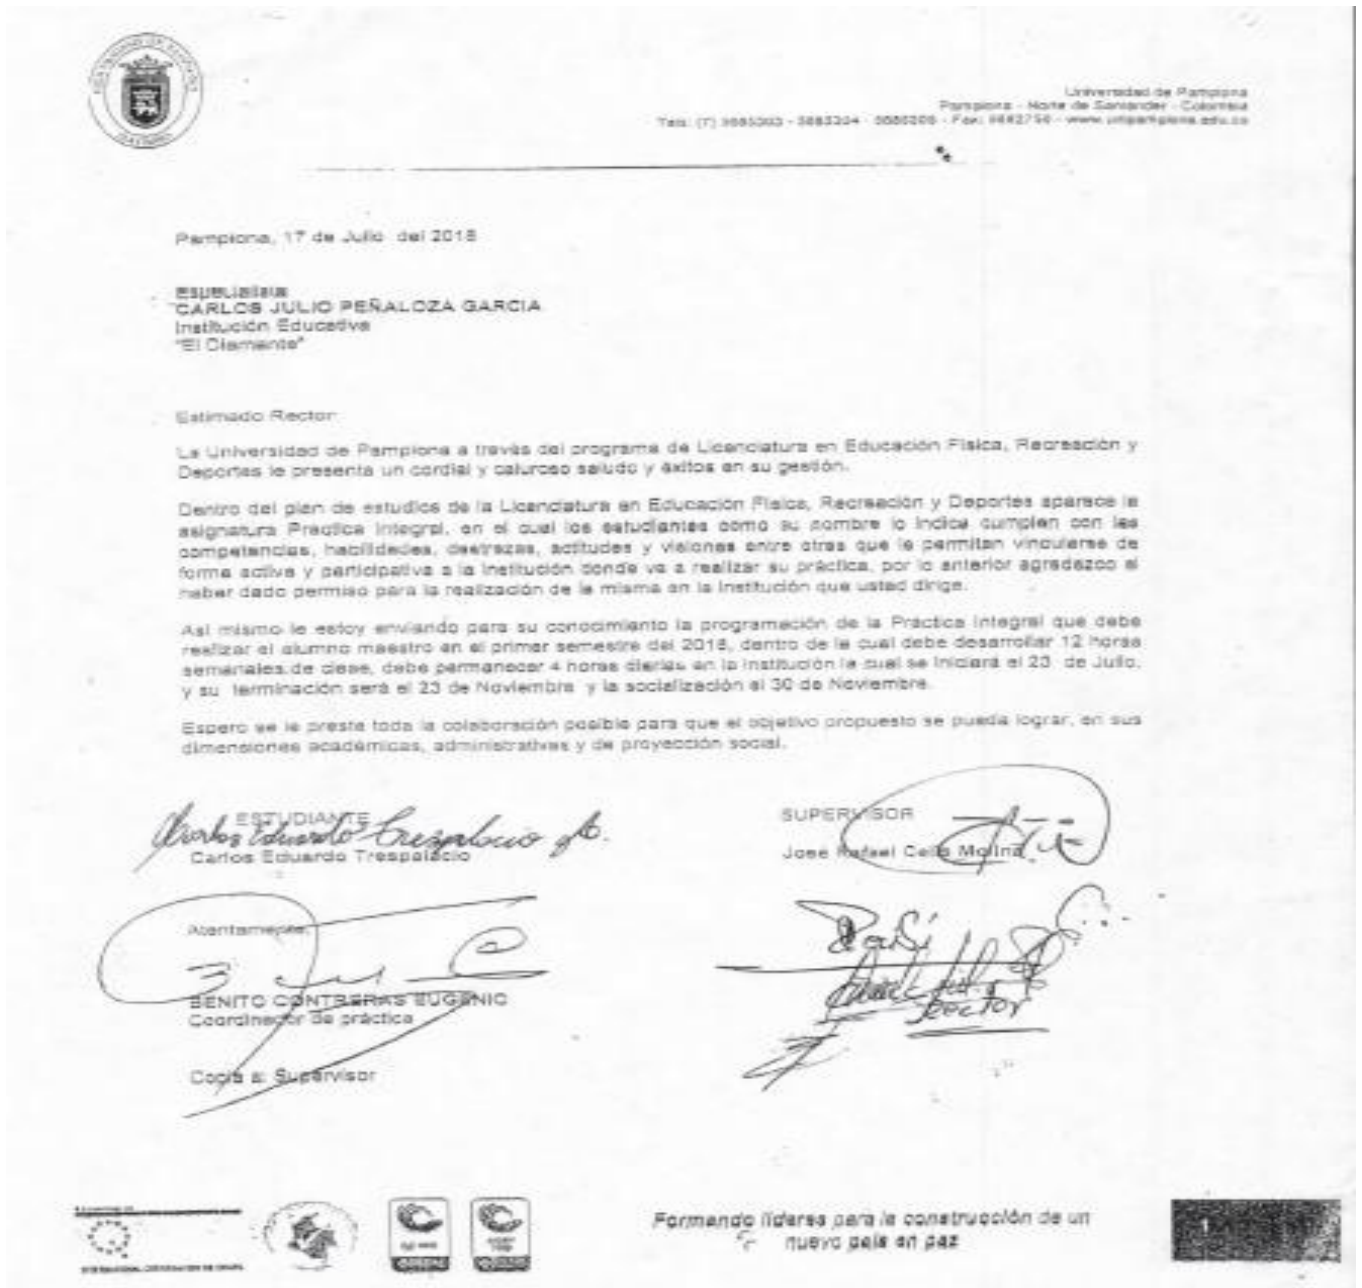 Universidad de Pamplona
Pamplona - Norte de Santander - Colombia
www.unipamplona.edu.co
Pamplona, 17 de Julio del 2018
Especialista
CARLOS JULIO PEÑALOZA GARCIA
Institución Educativa
"El Diamante"
Estimado Rector
La Universidad de Pamplona a través del programa de Licenciatura en Educación Física, Recreación y
Deportes le presenta un cordial y caluroso saludo y éxitos en su gestión.
Dentro del plan de estudios de la Licenciatura en Educación Física, Recreación y Deportes aparece la
asignatura Practica Integral, en el cual los estudiantes como su nombre lo indica cumplen con las
competencias, habilidades, destrezas, actitudes y visiones entre otras que le permitan vincularse de
forma activa y participativa a la institución donde va a realizar su práctica, por lo anterior agradezco el
haber dado permiso para la realización de la misma en la Institución que usted dirige.
Así mismo le estoy enviando para su conocimiento la programación de la Práctica Integral que debe
realizar el alumno maestro en el primer semestre del 2018, dentro de la cual debe desarrollar 12 horas
semanales de clase, debe permanecer 4 horas diarias en la institución la cual se iniciará el 23 de Julio,
y su terminación será el 23 de Noviembre y la socialización el 30 de Noviembre.
Espero se le preste toda la colaboración posible para que el objetivo propuesto se pueda lograr, en sus
dimensiones académicas, administrativas y de proyección social.
ESTUDIANTE
Carlos Eduardo Trespalacio
Carlos Eduardo Trespalacio
SUPERVISOR
Jose Rafael Celis Molina
Atentamente,
BENITO CONTRERAS EUGENIO
Coordinador de práctica
Rector
Copia a: Supervisor
Formando líderes para la construcción de un
nuevo país en paz